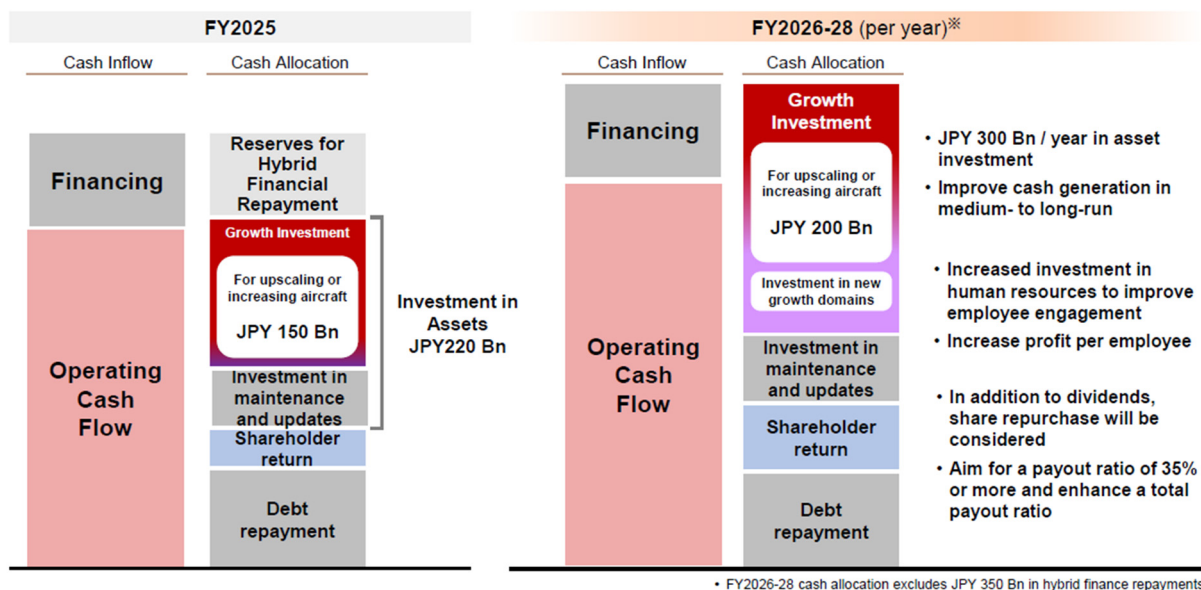 FY2025
Cash Inflow
Cash Allocation
Financing
Operating
Cash
Flow
Reserves for
Hybrid
Financial
Repayment
Growth Investment
For upscaling or
increasing aircraft
JPY 150 Bn
Investment in
maintenance
and updates
Shareholder
return
Debt
repayment
Investment in
Assets
JPY220 Bn
FY2026-28 (per year)※
Cash Inflow
Cash Allocation
Financing
Operating
Cash
Flow
Growth
Investment
For upscaling or
increasing aircraft
JPY 200 Bn
Investment in new
growth domains
Investment in
maintenance
and updates
Shareholder
return
Debt
repayment
• JPY 300 Bn / year in asset
investment
• Improve cash generation in
medium- to long-run
• Increased investment in
human resources to improve
employee engagement
• Increase profit per employee
• In addition to dividends,
share repurchase will be
considered
• Aim for a payout ratio of 35%
or more and enhance a total
payout ratio
• FY2026-28 cash allocation excludes JPY 350 Bn in hybrid finance repayments